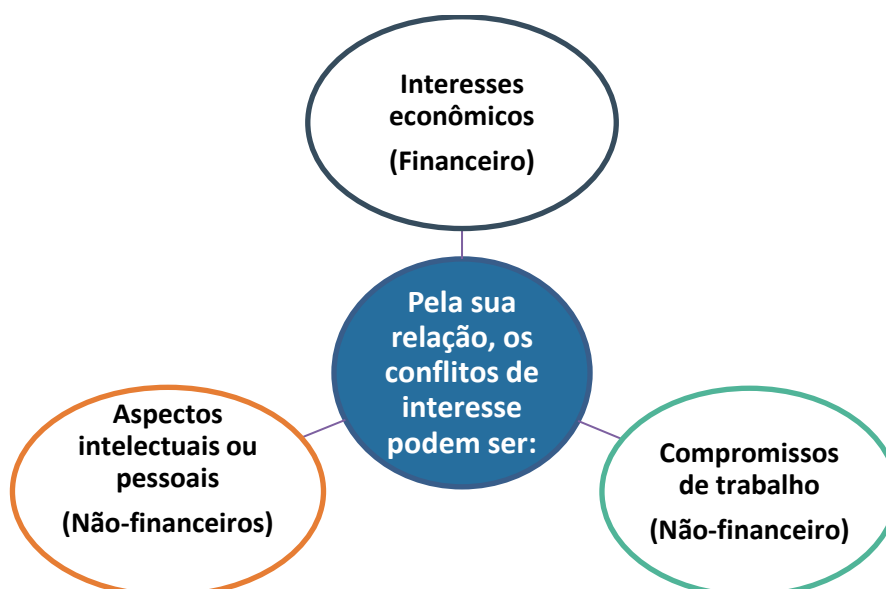 Interesses
econômicos
(Financeiro)
Pela sua
relação, os
conflitos de
interesse
podem ser:
Aspectos
intelectuais ou
pessoais
(Não-financeiros)
Compromissos
de trabalho
(Não-financeiro)